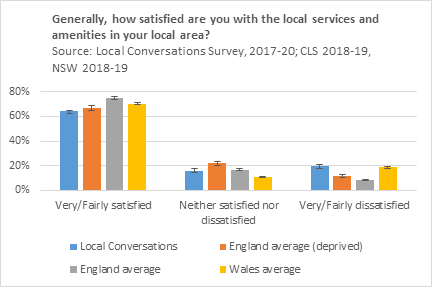 Generally, how satisfied are you with the local services and
amenities in your local area?
Source: Local Conversations Survey, 2017-20; CLS 2018-19,
NSW 2018-19
80%
60%
40%
20%
0%
Very/Fairly satisfied
Neither satisfied nor
dissatisfied
Very/Fairly dissatisfied
Local Conversations
England average (deprived)
England average
Wales average